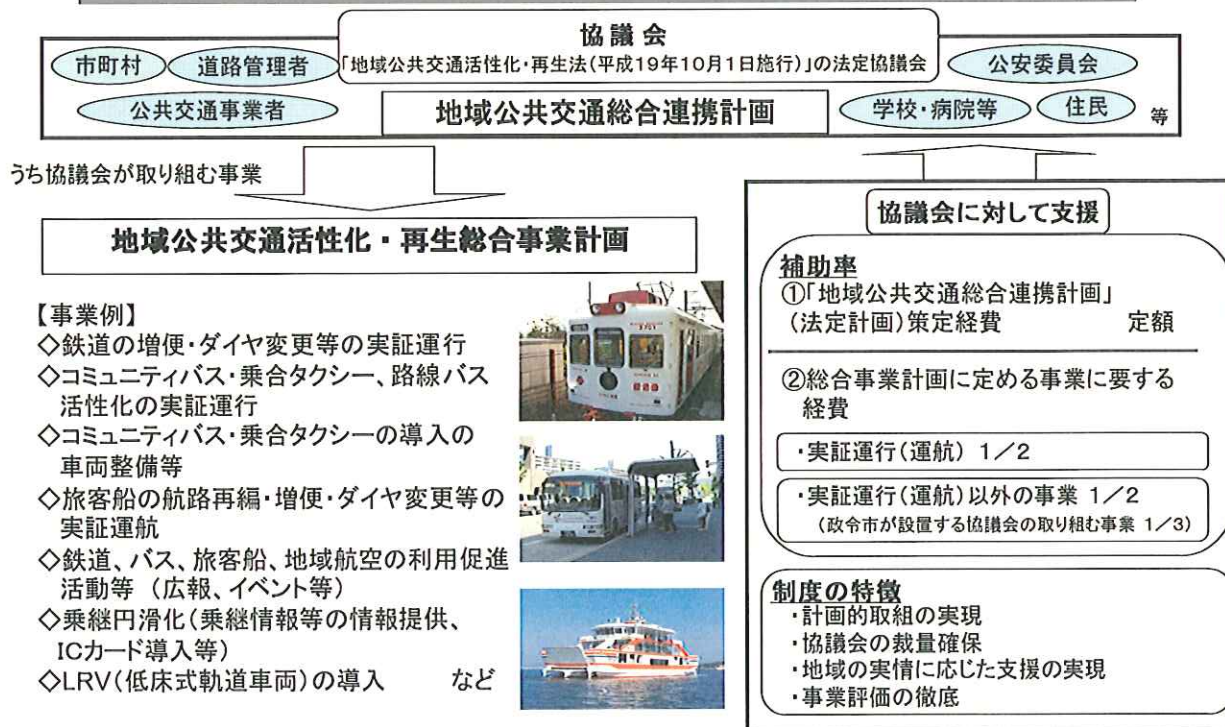 協議会
「地域公共交通活性化・再生法(平成19年10月1日施行)」の法定協議会
市町村
道路管理者
公安委員会
公共交通事業者
地域公共交通総合連携計画
学校・病院等
住民
等
うち協議会が取り組む事業
地域公共交通活性化・再生総合事業計画
【事業例】
◇鉄道の増便・ダイヤ変更等の実証運行
◇コミュニティバス・乗合タクシー、路線バス
活性化の実証運行
◇コミュニティバス・乗合タクシーの導入の
車両整備等
◇旅客船の航路再編・増便・ダイヤ変更等の
実証運航
◇鉄道、バス、旅客船、地域航空の利用促進
活動等 (広報、イベント等)
◇乗継円滑化(乗継情報等の情報提供、
ICカード導入等)
◇LRV(低床式軌道車両)の導入 など
協議会に対して支援
補助率
①「地域公共交通総合連携計画」
(法定計画)策定経費 定額
②総合事業計画に定める事業に要する
経費
・実証運行(運航) 1/2
・実証運行(運航)以外の事業 1/2
(政令市が設置する協議会の取り組む事業 1/3)
制度の特徴
・計画的取組の実現
・協議会の裁量確保
・地域の実情に応じた支援の実現
・事業評価の徹底